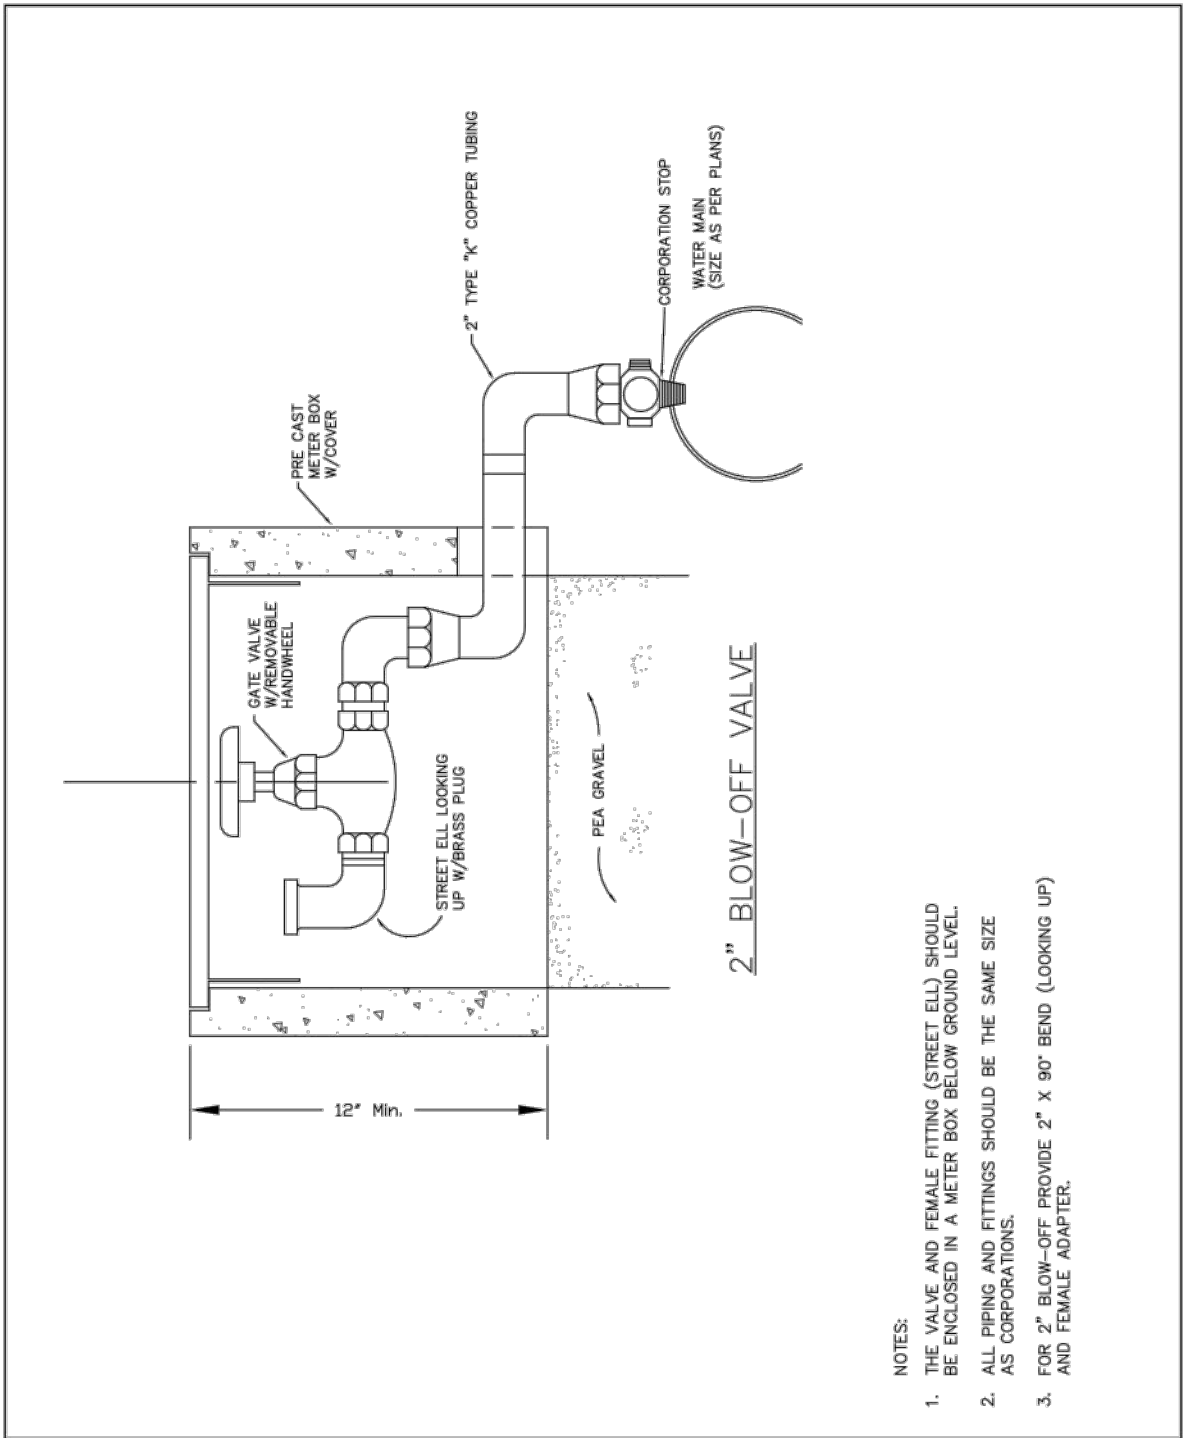 PRE CAST
METER BOX
W/COVER
2" TYPE "K" COPPER TUBING
GATE VALVE
W/REMOVABLE
HANDWHEEL
CORPORATION STOP
WATER MAIN
(SIZE AS PER PLANS)
STREET ELL LOOKING
UP W/BRASS PLUG
12" Min.
PEA GRAVEL
2" BLOW-OFF VALVE
NOTES:
1. THE VALVE AND FEMALE FITTING (STREET ELL) SHOULD
BE ENCLOSED IN A METER BOX BELOW GROUND LEVEL.
2. ALL PIPING AND FITTINGS SHOULD BE THE SAME SIZE
AS CORPORATIONS.
3. FOR 2" BLOW-OFF PROVIDE 2" X 90° BEND (LOOKING UP)
AND FEMALE ADAPTER.